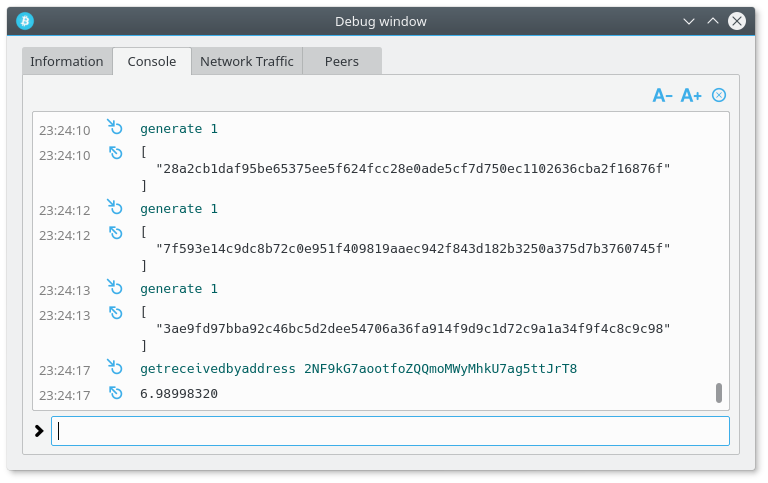 Debug window
Information Console Network Traffic Peers
A- A+
23:24:10 generate 1
23:24:10 [
"28a2cb1daf95be65375ee5f624fcc28e0ade5cf7d750ec1102636cba2f16876f"
]
23:24:12 generate 1
23:24:12 [
"7f593e14c9dc8b72c0e951f409819aaec942f843d182b3250a375d7b3760745f"
]
23:24:13 generate 1
23:24:13 [
"3ae9fd97bba92c46bc5d2dee54706a36fa914f9d9c1d72c9a1a34f9f4c8c9c98"
]
23:24:17 getreceivedbyaddress 2NF9kG7aootfoZQQmoMWyMhkU7ag5ttJrT8
23:24:17 6.98998320